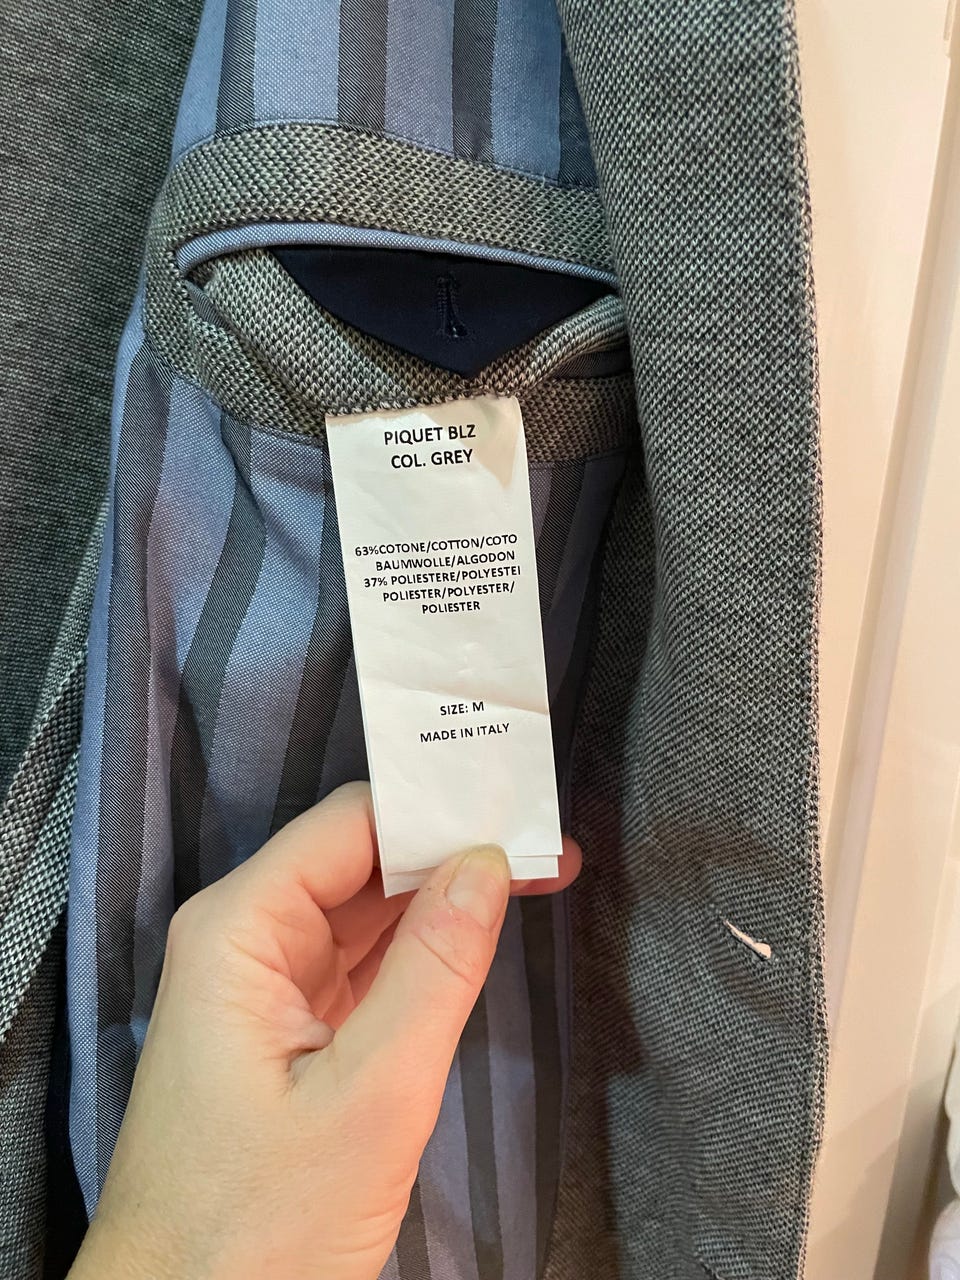 PIQUET BLZ
COL. GREY
63%COTONE/COTTON/COTO
BAUMWOLLE/ALGODON
37% POLIESTERE/POLYESTEI
POLIESTER/POLYESTER/
POLIESTER
SIZE: M
MADE IN ITALY